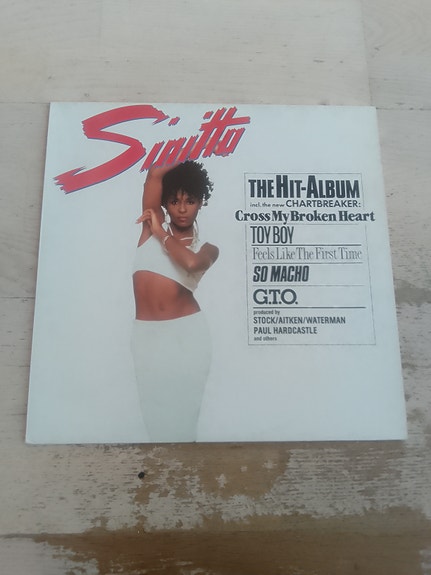 Sinitta
THE HIT-ALBUM
incl. the new CHARTBREAKER:
Cross My Broken Heart
TOY BOY
Feels Like The First Time
SO MACHO
G.T.O.
produced by
STOCK/AITKEN/WATERMAN
PAUL HARDCASTLE
and others